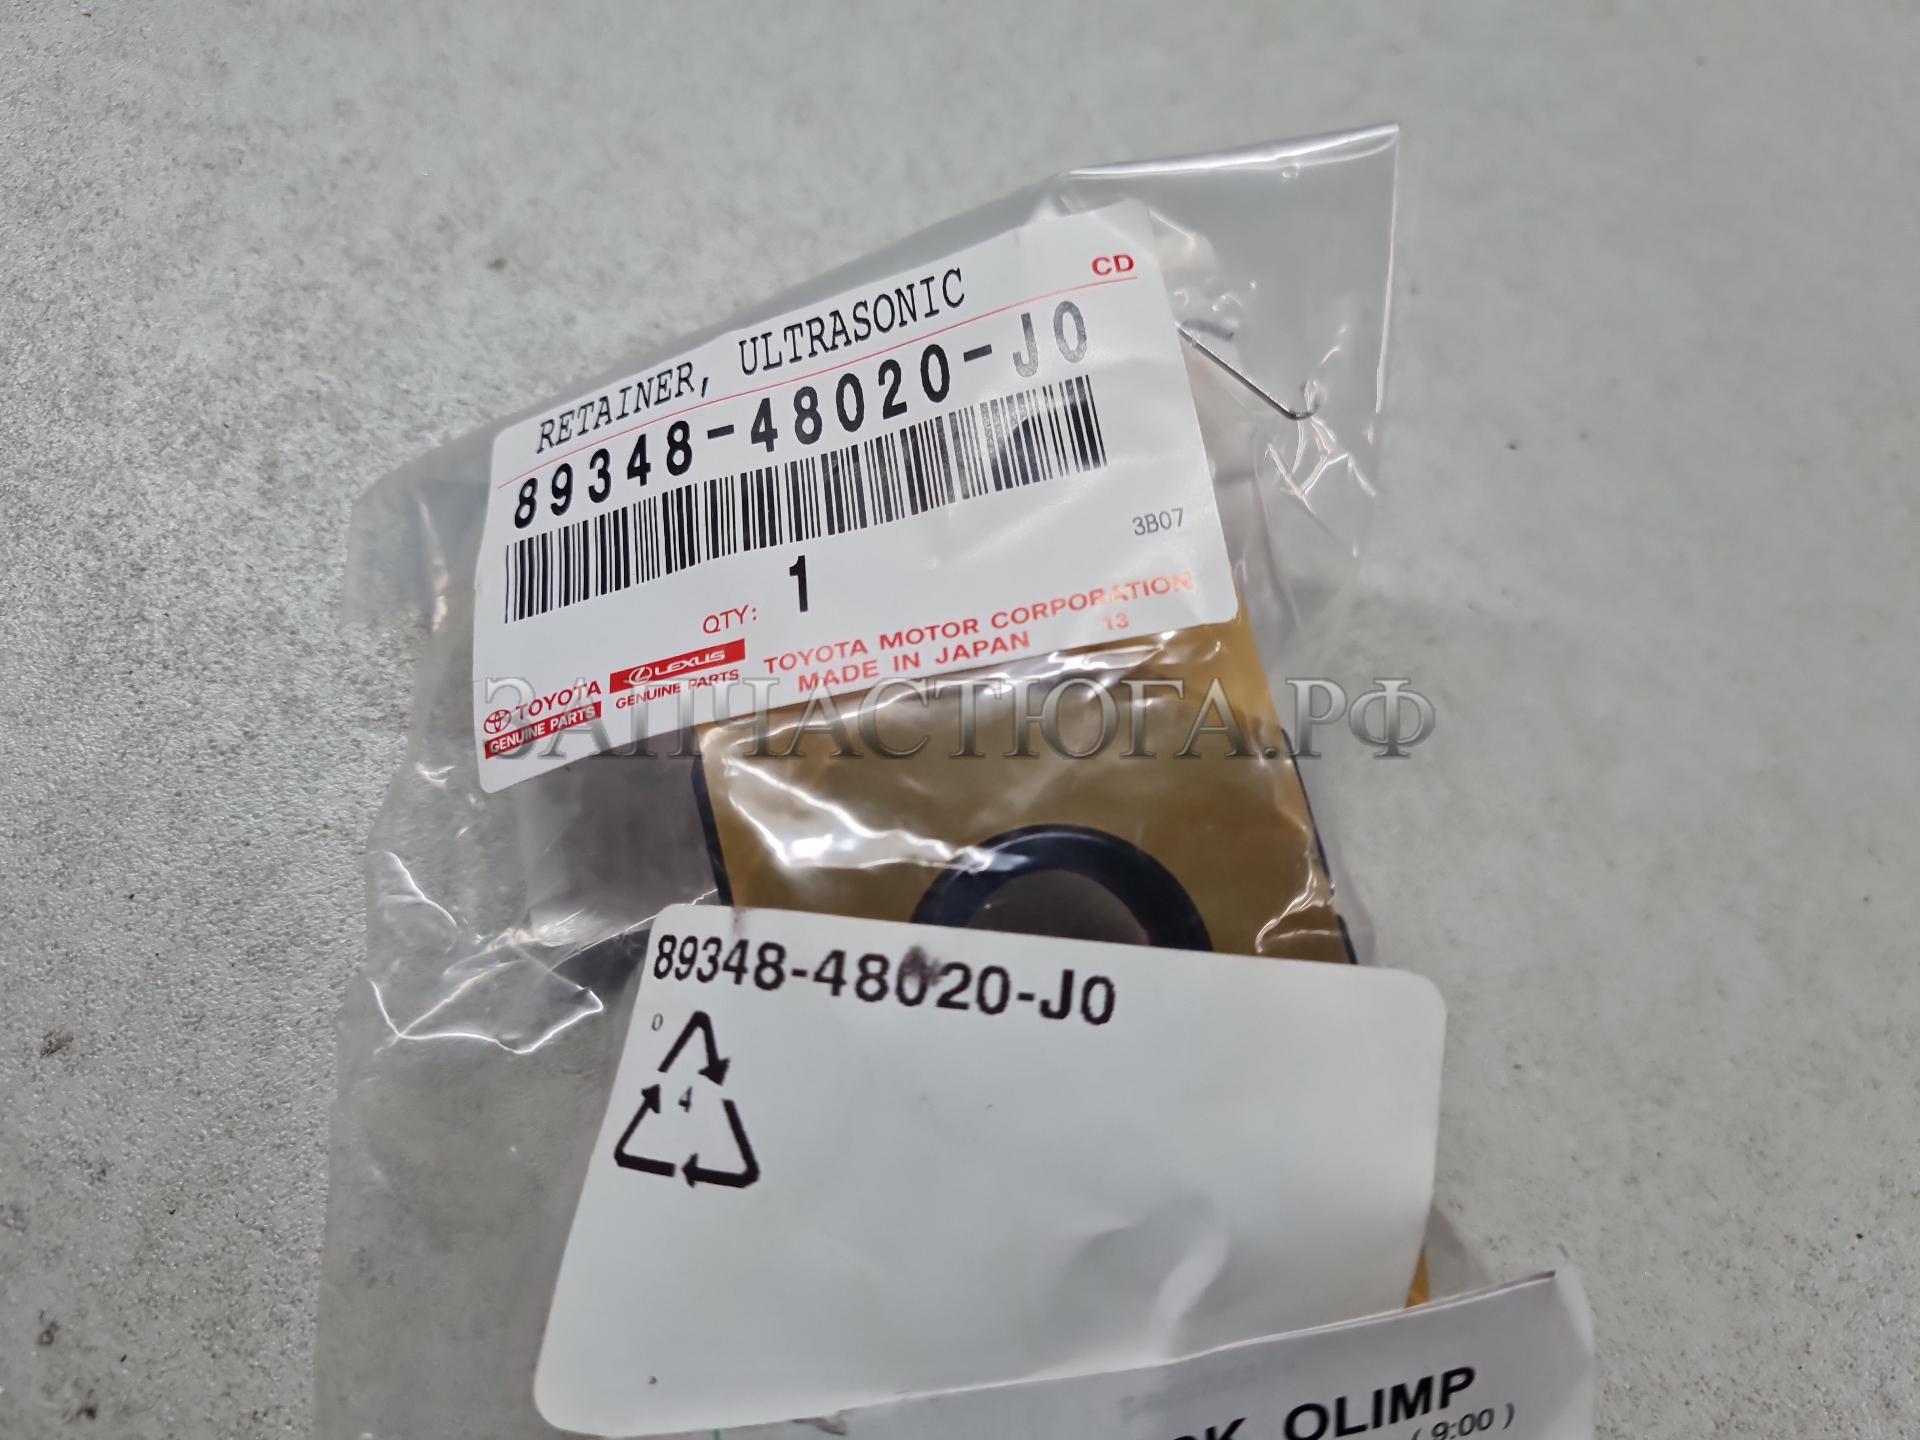 RETAINER, ULTRASONIC
CD
89348-48020-J0
3B07
QTY: 1
TOYOTA
GENUINE PARTS
LEXUS
GENUINE PARTS
TOYOTA MOTOR CORPORATION
MADE IN JAPAN 13
ЗАПЧАСТЮГА.РФ
89348-48020-J0
0
4
OLIMP
( 9:00 )